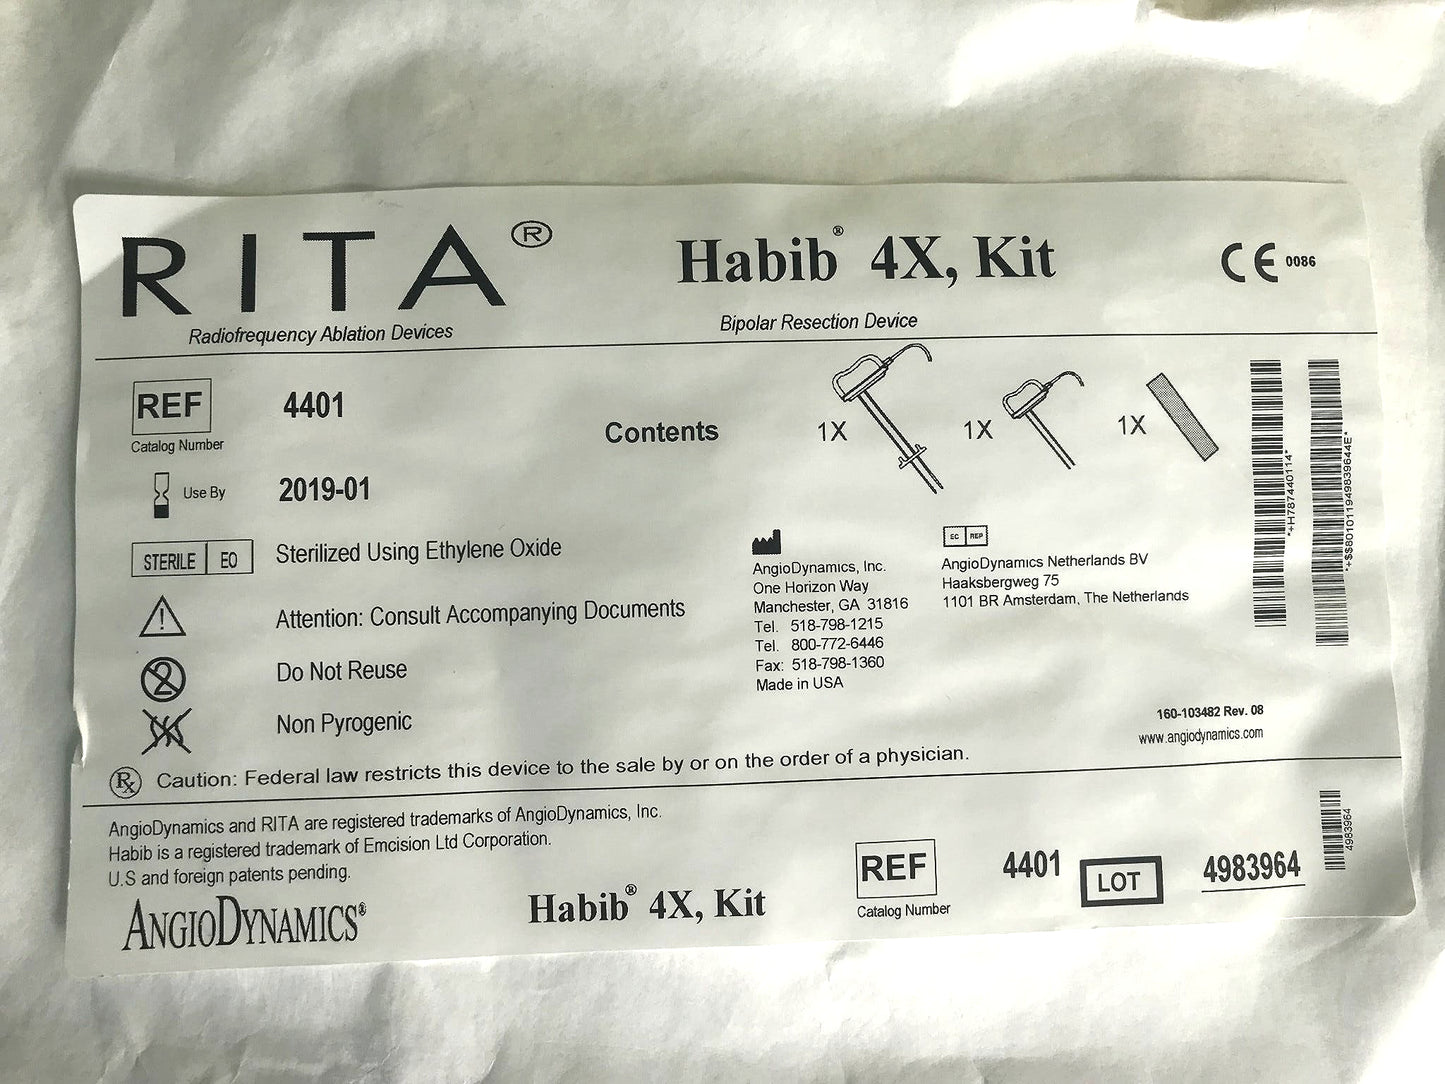 RITA®
Radiofrequency Ablation Devices
Habib® 4X, Kit
Bipolar Resection Device
CE 0086
REF 4401
Catalog Number
Use By 2019-01
STERILE EO Sterilized Using Ethylene Oxide
Attention: Consult Accompanying Documents
2 Do Not Reuse
Non Pyrogenic
Rx Caution: Federal law restricts this device to the sale by or on the order of a physician.
Contents
1X
1X
1X
AngioDynamics, Inc.
One Horizon Way
Manchester, GA 31816
Tel. 518-798-1215
Tel. 800-772-6446
Fax: 518-798-1360
Made in USA
EC REP
AngioDynamics Netherlands BV
Haaksbergweg 75
1101 BR Amsterdam, The Netherlands
*+H787440114*
*+$$801011949839644E*
160-103482 Rev. 08
www.angiodynamics.com
AngioDynamics and RITA are registered trademarks of AngioDynamics, Inc.
Habib is a registered trademark of Emcision Ltd Corporation.
U.S and foreign patents pending.
ANGIODYNAMICS®
Habib® 4X, Kit
REF 4401
Catalog Number
LOT 4983964
4983964